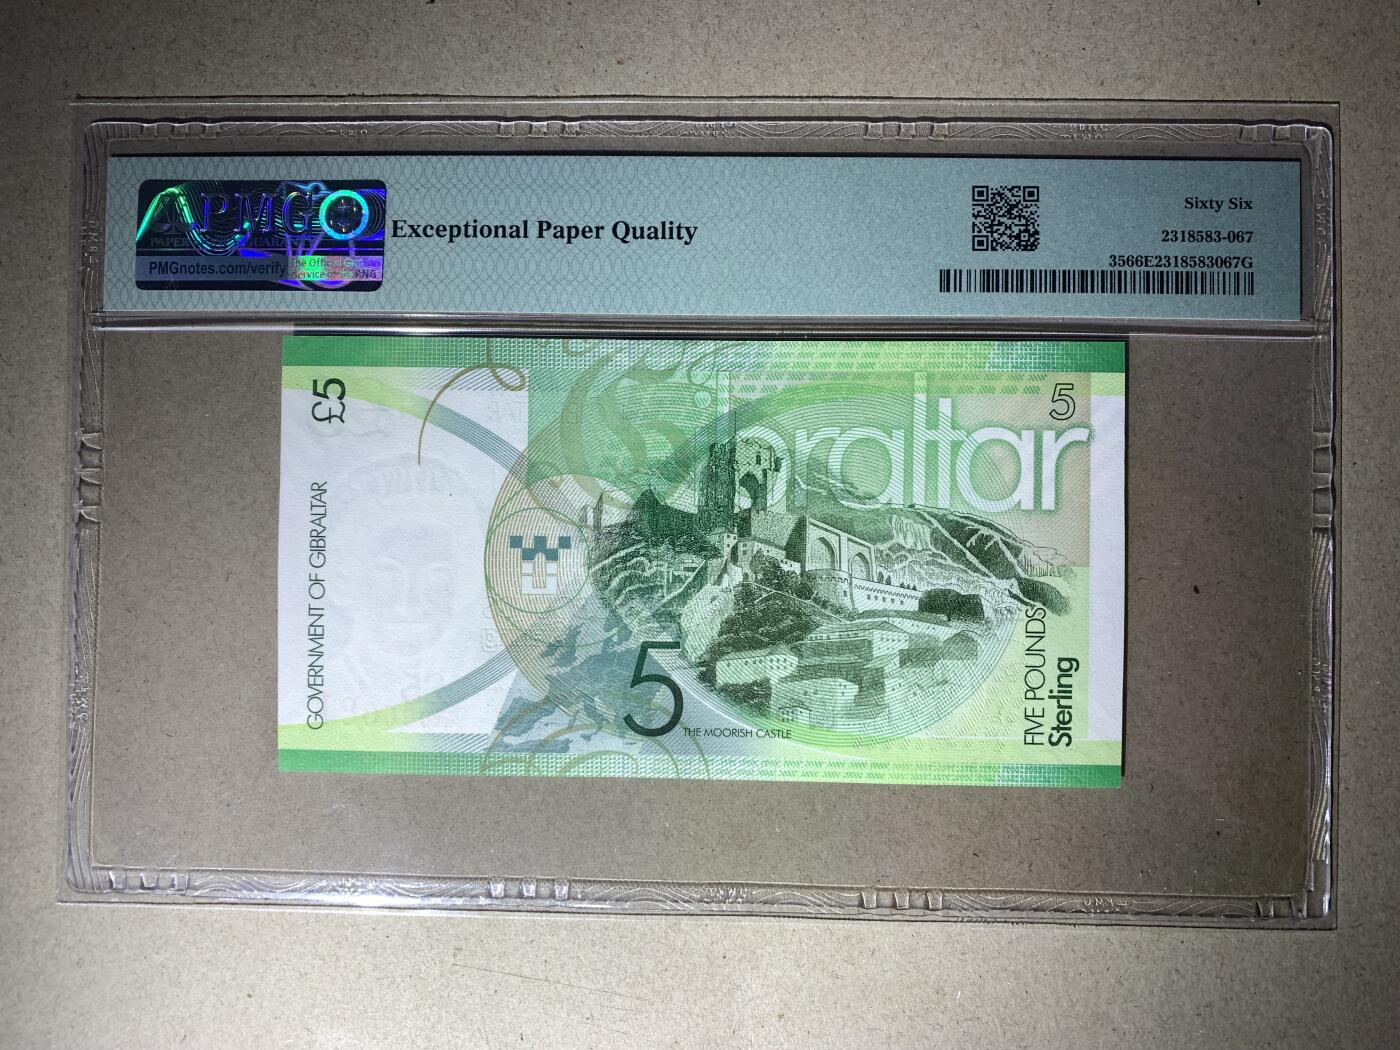 PMG
PMGnotes.com/verify
Exceptional Paper Quality
Sixty Six
2318583-067
3566E2318583067G
£5
GOVERNMENT OF GIBRALTAR
5
raltar
5
THE MOORISH CASTLE
FIVE POUNDS
Sterling